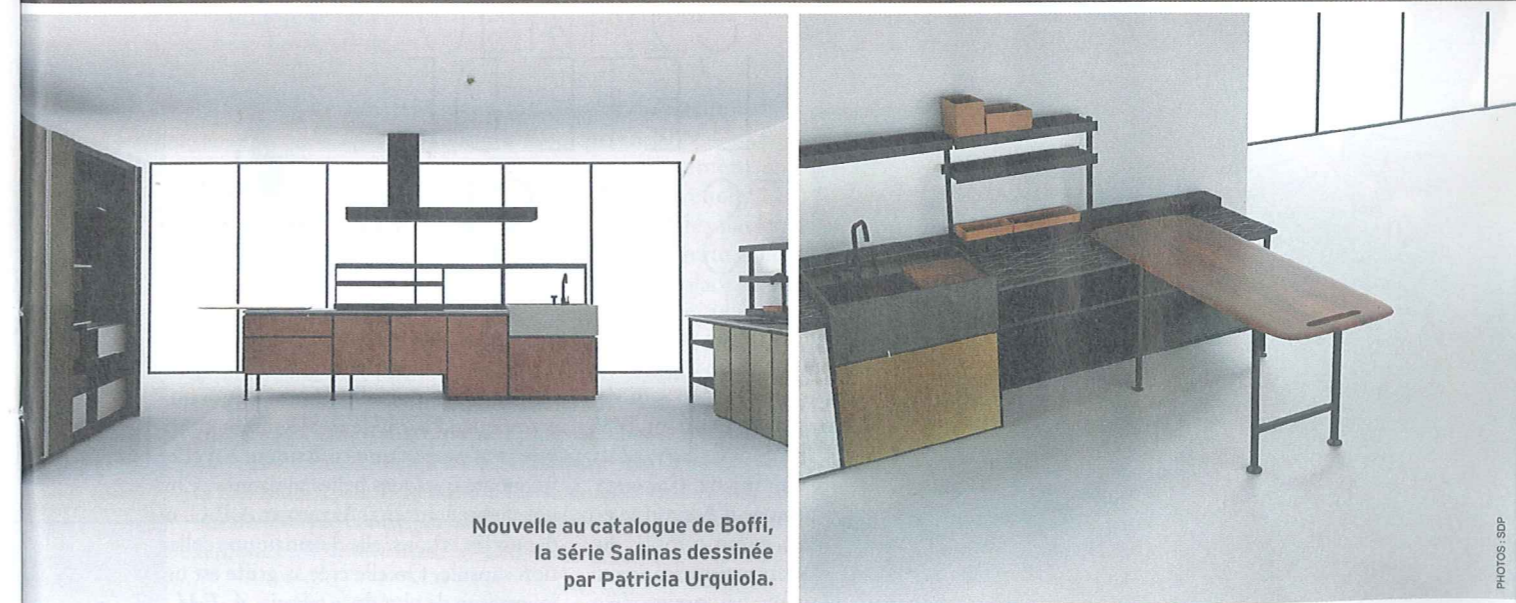 Nouvelle au catalogue de Boffi,
la série Salinas dessinée
par Patricia Urquiola.
PHOTOS : SDP